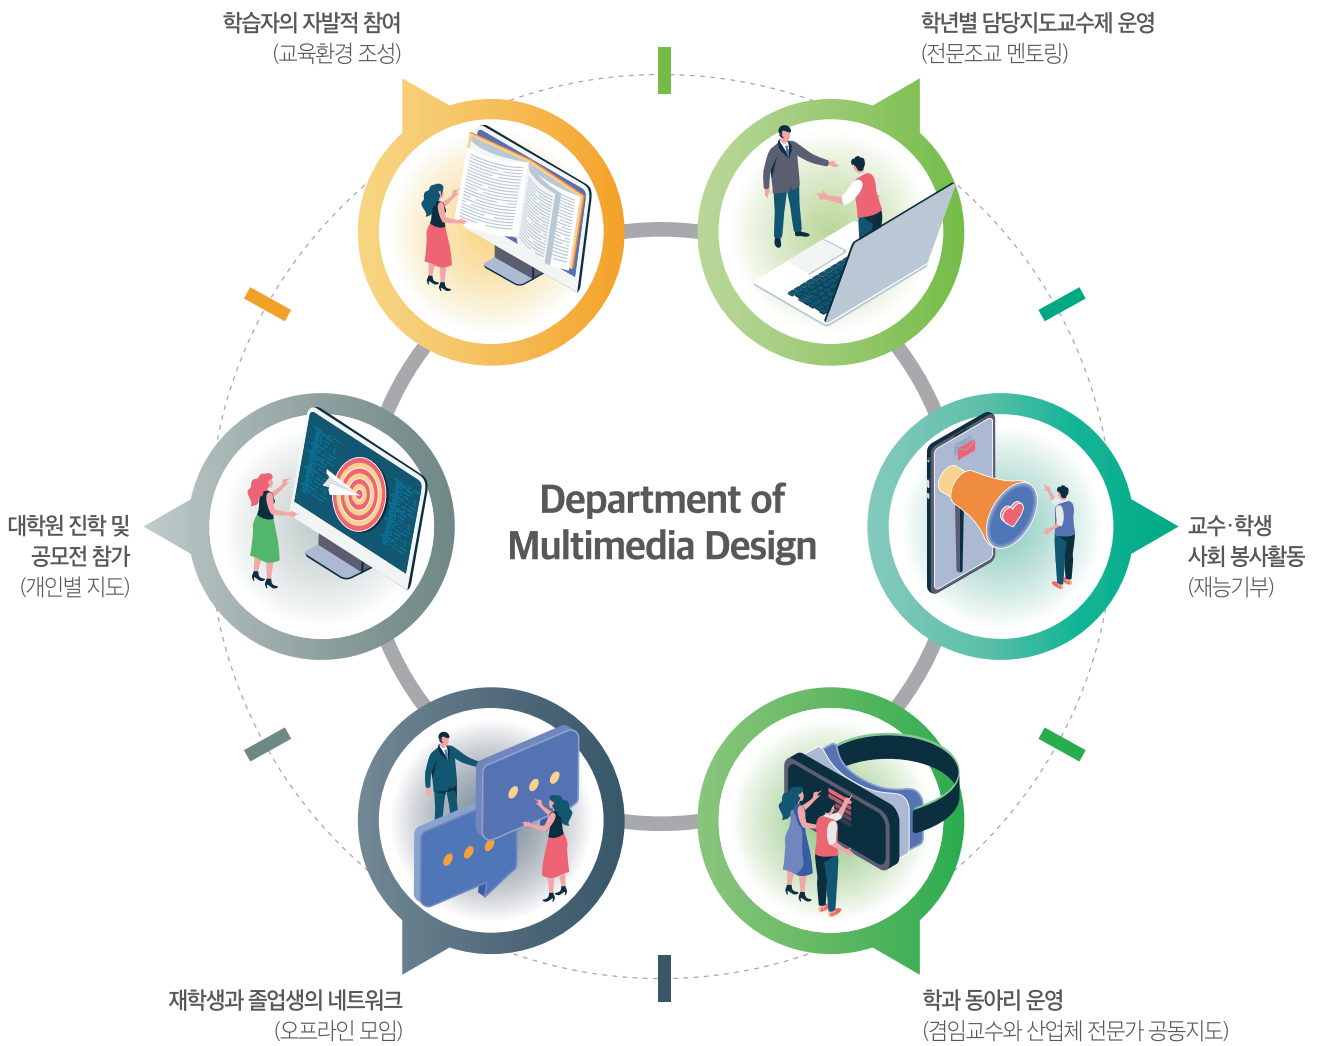 학습자의 자발적 참여
(교육환경 조성)
학년별 담당지도교수제 운영
(전문조교 멘토링)
대학원 진학 및
공모전 참가
(개인별 지도)
Department of
Multimedia Design
교수·학생
사회 봉사활동
(재능기부)
재학생과 졸업생의 네트워크
(오프라인 모임)
학과 동아리 운영
(겸임교수와 산업체 전문가 공동지도)